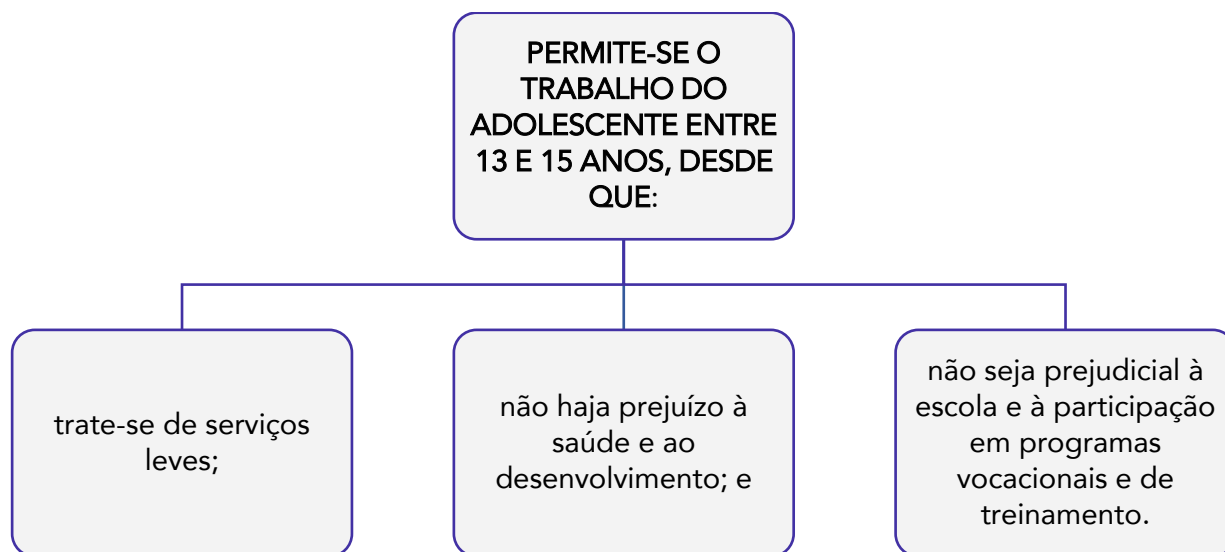 PERMITE-SE O
TRABALHO DO
ADOLESCENTE ENTRE
13 E 15 ANOS, DESDE
QUE:
trate-se de serviços
leves;
não haja prejuízo à
saúde e ao
desenvolvimento; e
não seja prejudicial à
escola e à participação
em programas
vocacionais e de
treinamento.